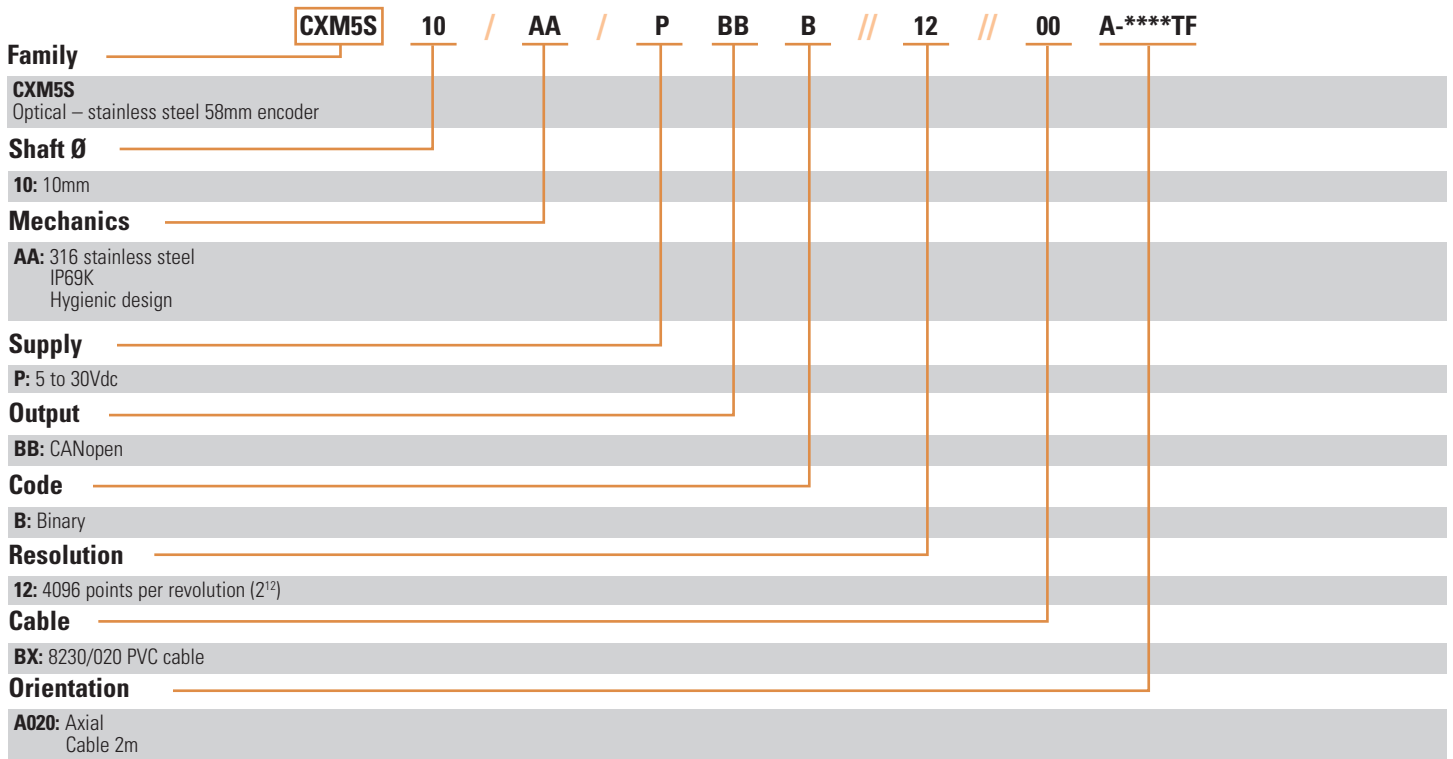 CXM5S 10 / AA / P BB B // 12 // 00 A-****TF
Family
CXM5S
Optical – stainless steel 58mm encoder
Shaft Ø
10: 10mm
Mechanics
AA: 316 stainless steel
IP69K
Hygienic design
Supply
P: 5 to 30Vdc
Output
BB: CANopen
Code
B: Binary
Resolution
12: 4096 points per revolution (2¹²)
Cable
BX: 8230/020 PVC cable
Orientation
A020: Axial
Cable 2m